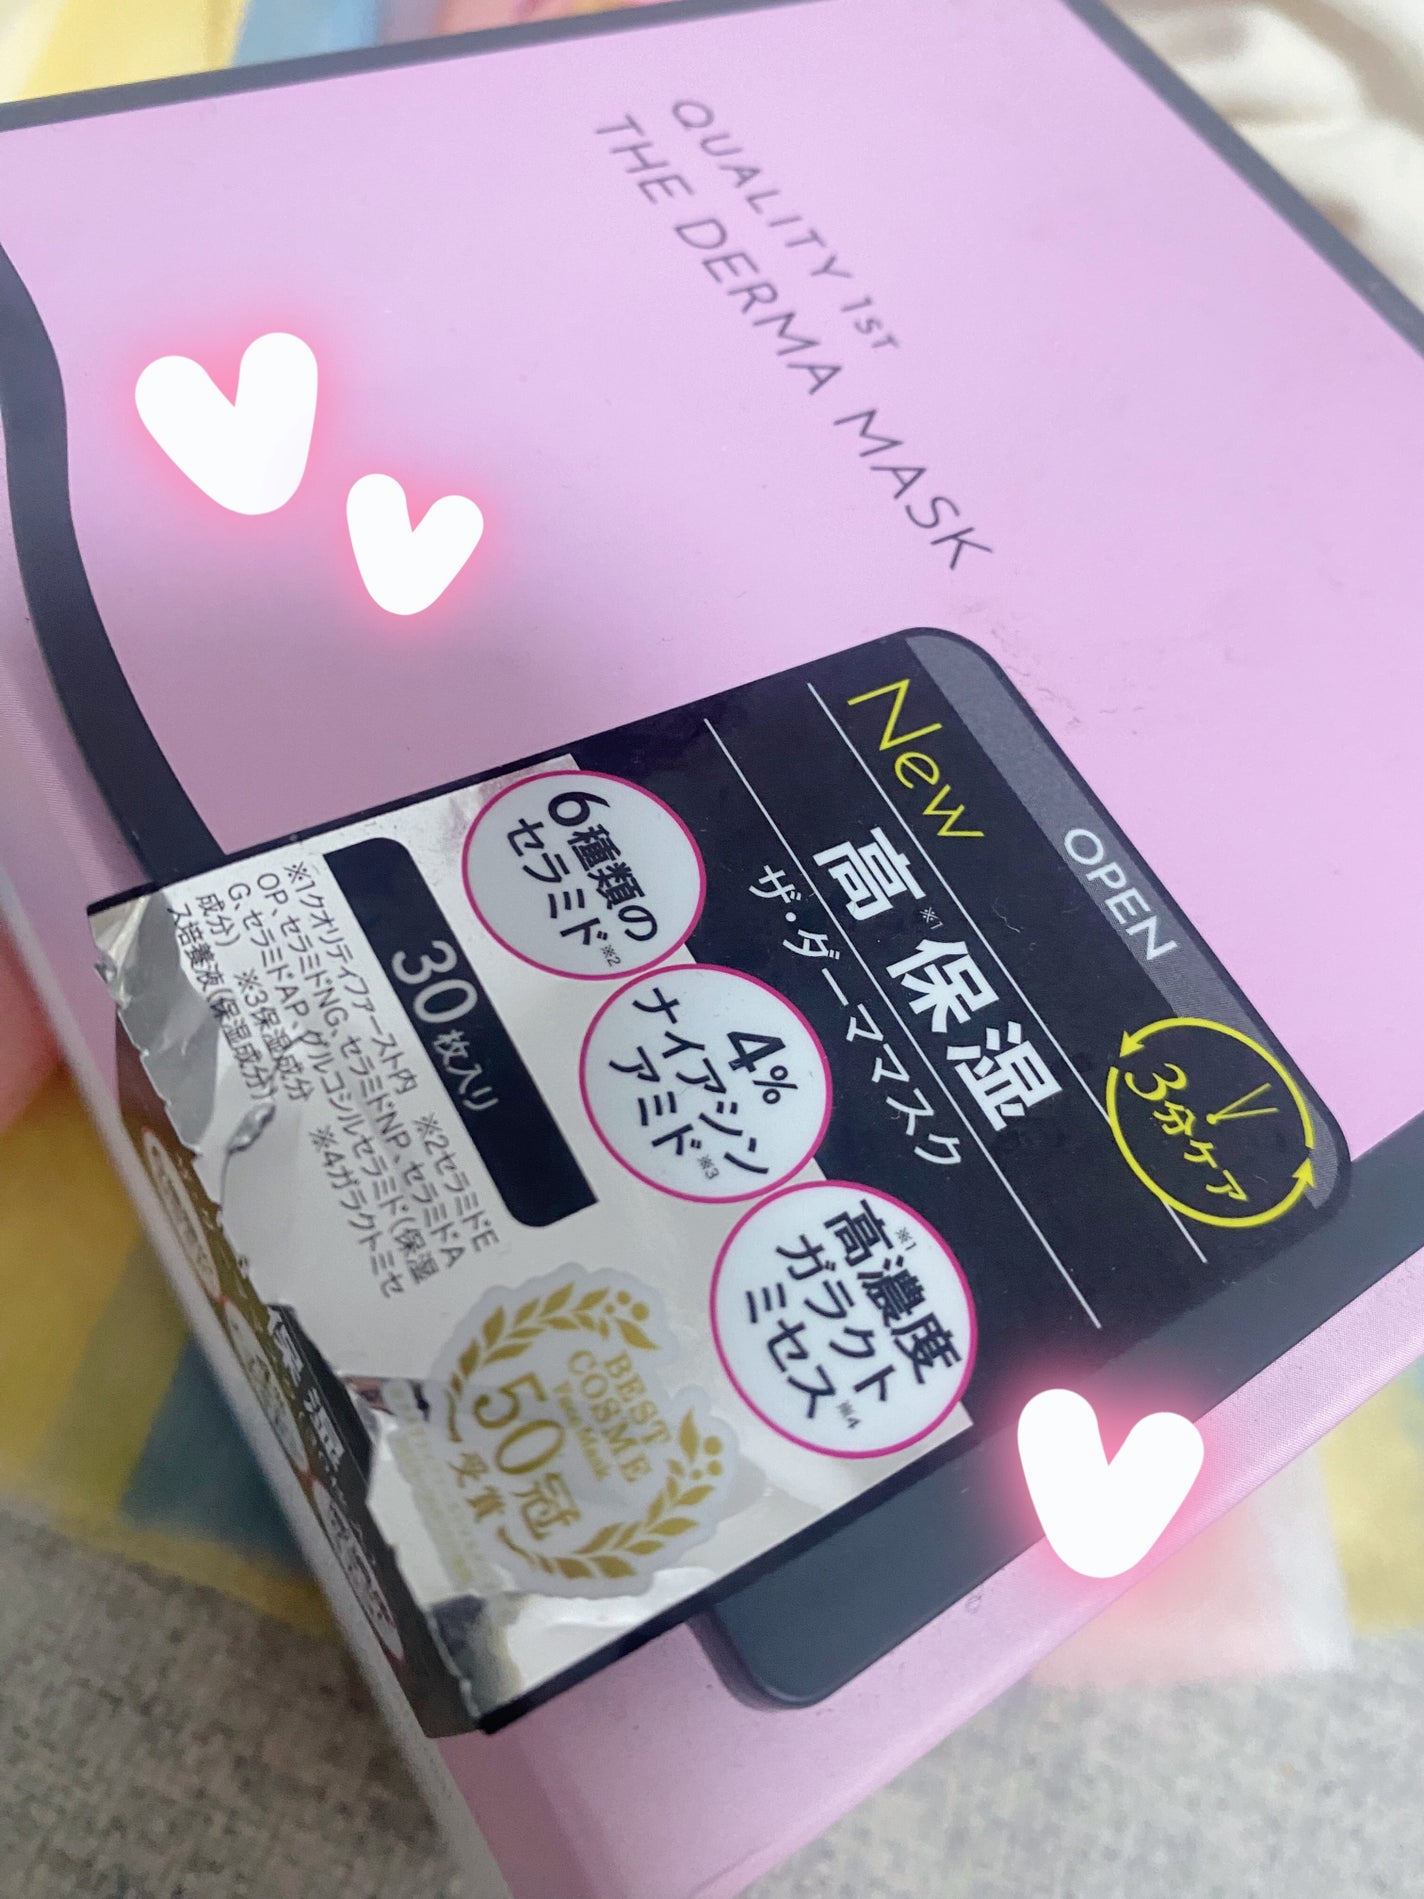 QUALITY 1ST
THE DERMA MASK
OPEN
New
3分ケア
高※1保湿
ザ・ダーママスク
6種類の
セラミド※2
4%
ナイアシン
アミド※3
高※1濃度
ガラクト
ミセス※4
30枚入り
※1クオリティファースト内 ※2セラミドE
OP、セラミドNG、セラミドNP、セラミドA
G、セラミドAP、グルコシルセラミド(保湿
成分) ※3保湿成分 ※4ガラクトミセ
ス培養液(保湿成分)
BEST
COSME
Face Mask
50冠
受賞
保湿